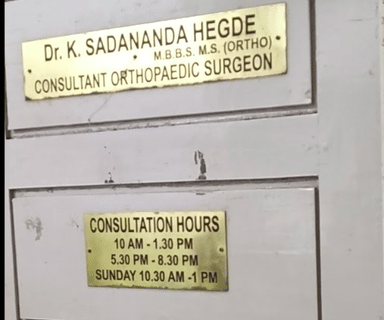 Dr. K. SADANANDA HEGDE
M.B.B.S. M.S. (ORTHO)
CONSULTANT ORTHOPAEDIC SURGEON
CONSULTATION HOURS
10 AM - 1.30 PM
5.30 PM - 8.30 PM
SUNDAY 10.30 AM -1 PM